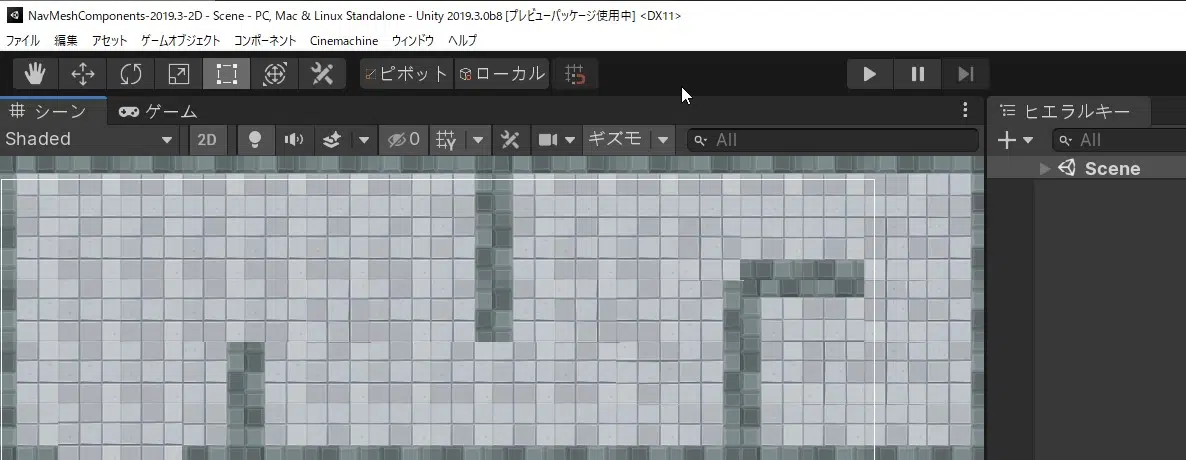 NavMeshComponents-2019.3-2D - Scene - PC, Mac & Linux Standalone - Unity 2019.3.0b8 [プレビューパッケージ使用中] <DX11>
ファイル 編集 アセット ゲームオブジェクト コンポーネント Cinemachine ウィンドウ ヘルプ
ピボット ローカル
シーン ゲーム ヒエラルキー
Shaded 2D 0 ギズモ All All
Scene